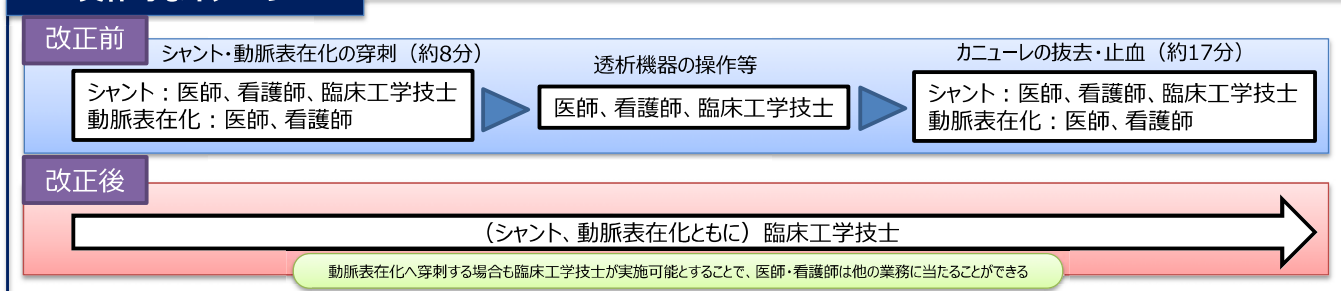 改正前
シャント・動脈表在化の穿刺（約8分）
シャント：医師、看護師、臨床工学技士
動脈表在化：医師、看護師
透析機器の操作等
医師、看護師、臨床工学技士
カニューレの抜去・止血（約17分）
シャント：医師、看護師、臨床工学技士
動脈表在化：医師、看護師
改正後
（シャント、動脈表在化ともに）臨床工学技士
動脈表在化へ穿刺する場合も臨床工学技士が実施可能とすることで、医師・看護師は他の業務に当たることができる